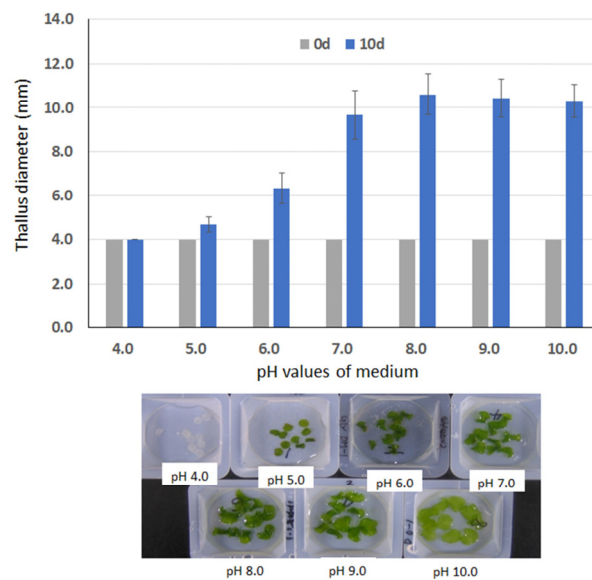 14.0
0d 10d
12.0
10.0
8.0
6.0
4.0
2.0
0.0
Thallus diameter (mm)
4.0 5.0 6.0 7.0 8.0 9.0 10.0
pH values of medium
pH 4.0 pH 5.0 pH 6.0 pH 7.0
pH 8.0 pH 9.0 pH 10.0